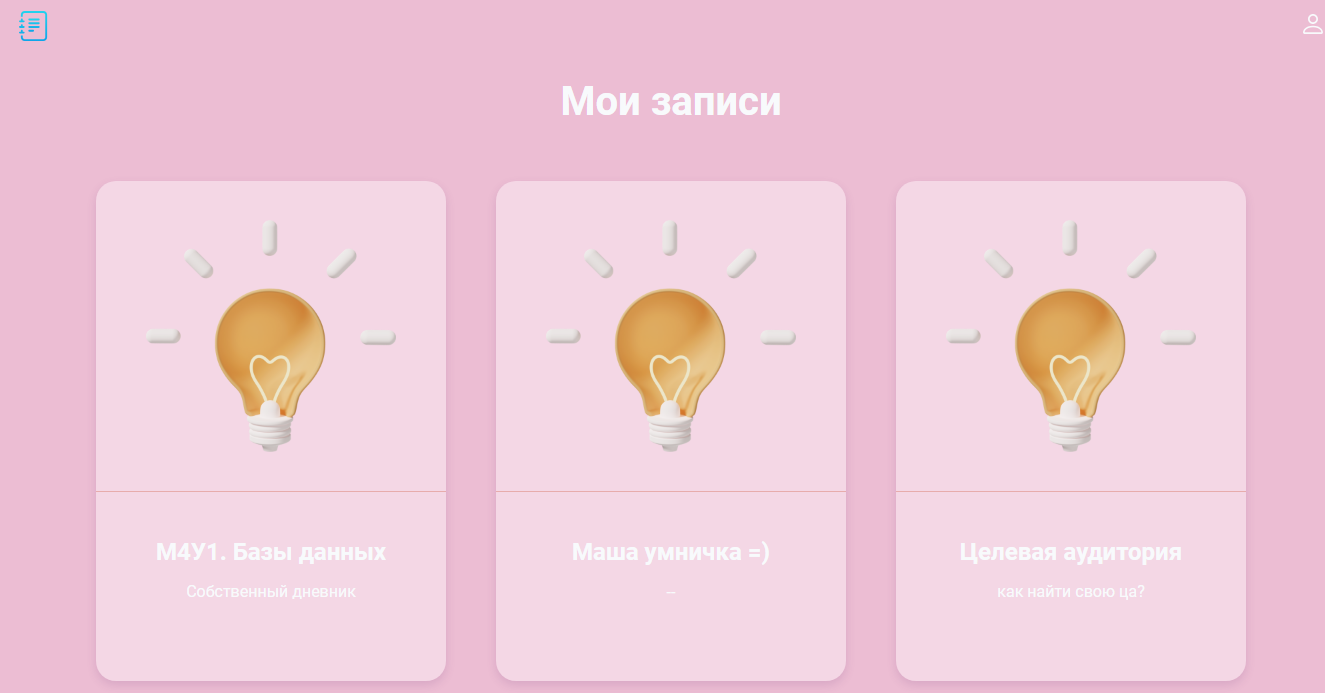 Мои записи
М4У1. Базы данных
Собственный дневник
Маша умничка =)
–
Целевая аудитория
как найти свою ца?